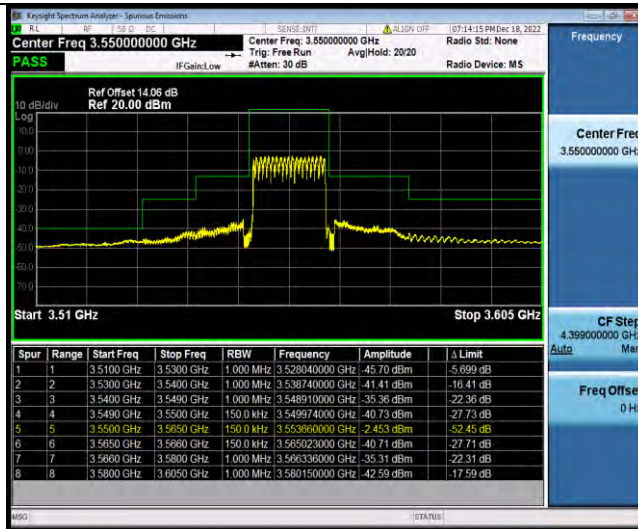 Keysight Spectrum Analyzer - Spurious Emissions
RL RF 50 Ω DC SENSE:INT ALIGN OFF 07:14:15 PM Dec 18, 2022
Center Freq 3.550000000 GHz
Center Freq: 3.550000000 GHz
Radio Std: None
Trig: Free Run Avg|Hold: 20/20
PASS
IFGain:Low
#Atten: 30 dB
Radio Device: MS
Frequency
Ref Offset 14.06 dB
10 dB/div Ref 20.00 dBm
Log
10.0
0.00
-10.0
-20.0
-30.0
-40.0
-50.0
-60.0
-70.0
Start 3.51 GHz
Stop 3.605 GHz
Center Freq
3.550000000 GHz
CF Step
4.399000000 GH
Auto Man
Freq Offset
0 Hz
Spur Range Start Freq Stop Freq RBW Frequency Amplitude Δ Limit
1 1 3.5100 GHz 3.5300 GHz 1.000 MHz 3.528040000 GHz -45.70 dBm -5.699 dB
2 2 3.5300 GHz 3.5400 GHz 1.000 MHz 3.538740000 GHz -41.41 dBm -16.41 dB
3 3 3.5400 GHz 3.5490 GHz 1.000 MHz 3.548910000 GHz -35.36 dBm -22.36 dB
4 4 3.5490 GHz 3.5500 GHz 150.0 kHz 3.549974000 GHz -40.73 dBm -27.73 dB
5 5 3.5500 GHz 3.5650 GHz 150.0 kHz 3.553660000 GHz -2.453 dBm -52.45 dB
6 6 3.5650 GHz 3.5660 GHz 150.0 kHz 3.565023000 GHz -40.71 dBm -27.71 dB
7 7 3.5660 GHz 3.5800 GHz 1.000 MHz 3.566336000 GHz -35.31 dBm -22.31 dB
8 8 3.5800 GHz 3.6050 GHz 1.000 MHz 3.580150000 GHz -42.59 dBm -17.59 dB
MSG STATUS